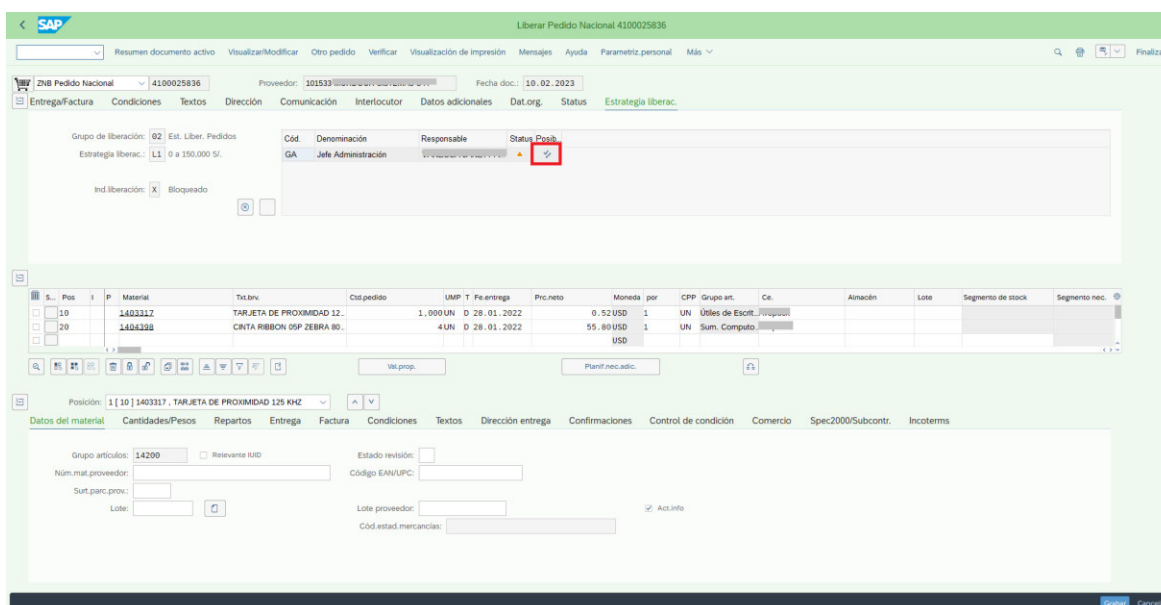 SAP Liberar Pedido Nacional 4100025836
Resumen documento activo Visualizar/Modificar Otro pedido Verificar Visualización de impresión Mensajes Ayuda Parametriz.personal Más Finaliza
ZNB Pedido Nacional 4100025836 Proveedor: 101533 Fecha doc.: 10.02.2023
Entrega/Factura Condiciones Textos Dirección Comunicación Interlocutor Datos adicionales Dat.org. Status Estrategia liberac.
Grupo de liberación: 02 Est. Liber. Pedidos
Cód. Denominación Responsable Status Posib..
Estrategia liberac.: L1 0 a 150,000 S/.
GA Jefe Administración
Ind.liberación: X Bloqueado
S... Pos I P Material Txt.brv. Ctd.pedido UMP T Fe.entrega Prc.neto Moneda por CPP Grupo art. Ce. Almacén Lote Segmento de stock Segmento nec.
10 1403317 TARJETA DE PROXIMIDAD 12.. 1.000 UN D 28.01.2022 0.52 USD 1 UN Útiles de Escrit...
20 1404398 CINTA RIBBON 05P ZEBRA 80.. 4 UN D 28.01.2022 55.80 USD 1 UN Sum. Computo..
USD
Val.prop. Planif.nec.adic.
Posición: 1 [ 10 ] 1403317 , TARJETA DE PROXIMIDAD 125 KHZ
Datos del material Cantidades/Pesos Repartos Entrega Factura Condiciones Textos Dirección entrega Confirmaciones Control de condición Comercio Spec2000/Subcontr. Incoterms
Grupo artículos: 14200 Relevante IUID Estado revisión:
Núm.mat.proveedor: Código EAN/UPC:
Surt.parc.prov.:
Lote: Lote proveedor: Act.info
Cód.estad.mercancías:
Grabar Cancel